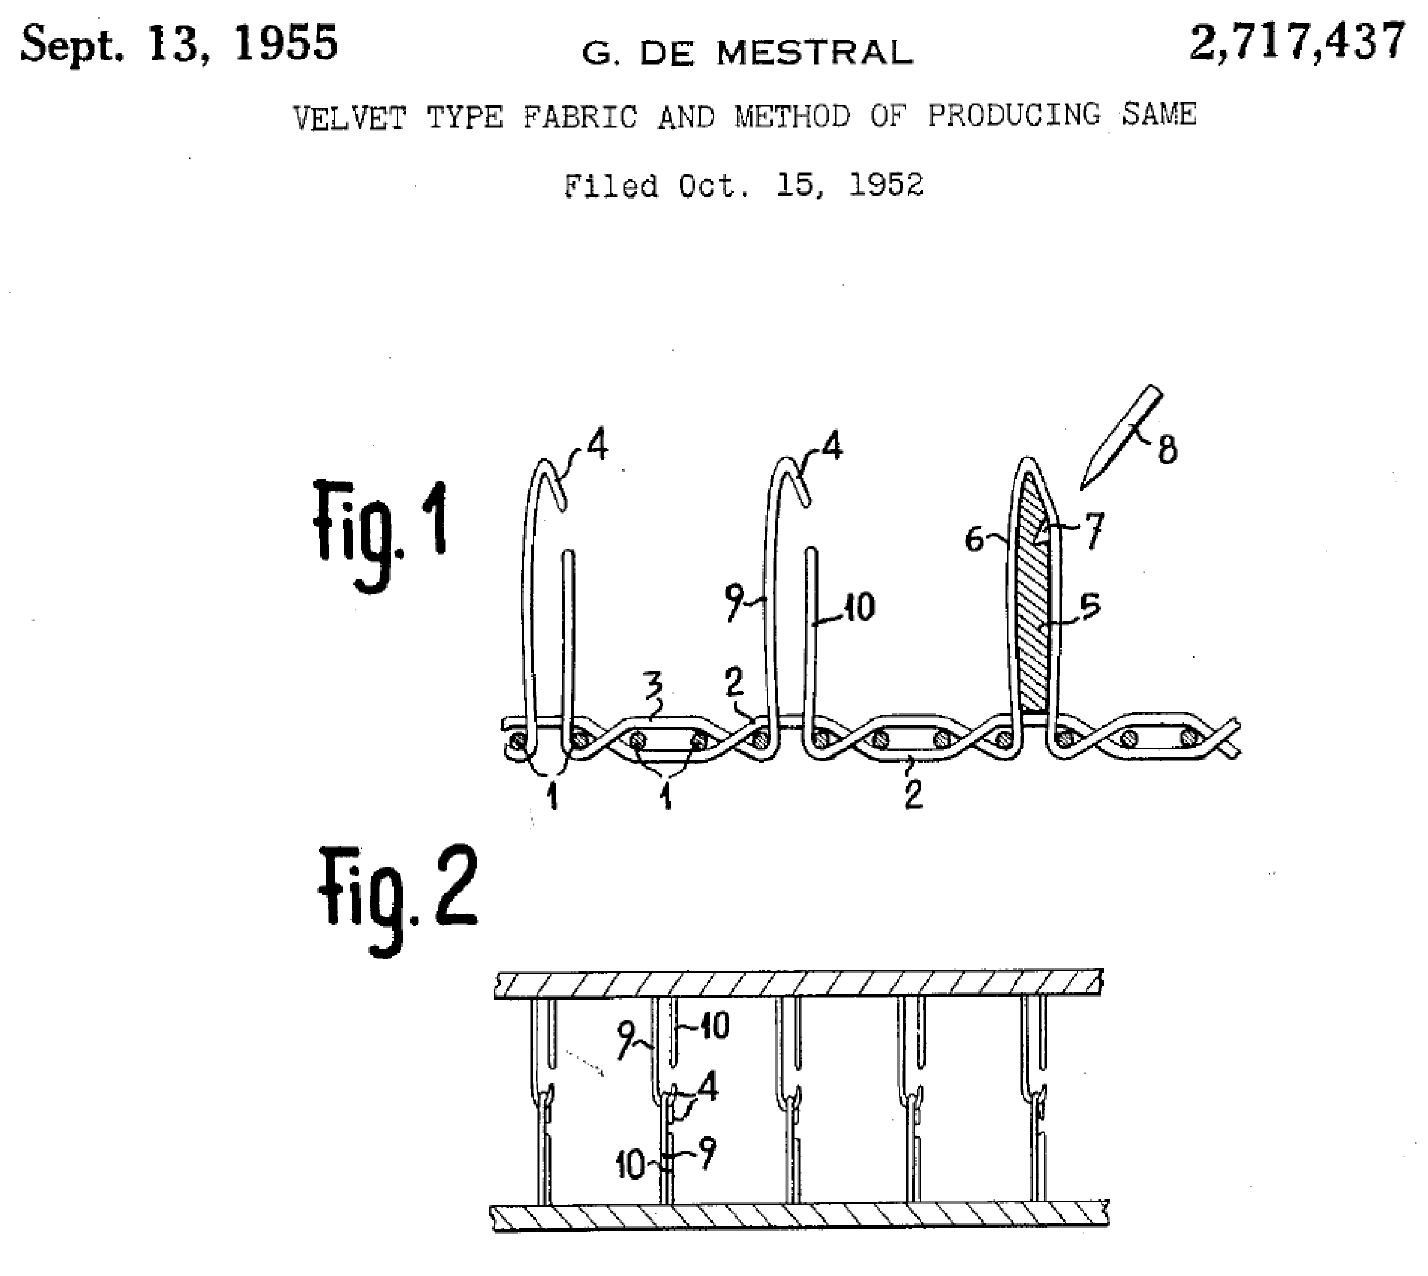 Sept. 13, 1955 G. DE MESTRAL 2,717,437
VELVET TYPE FABRIC AND METHOD OF PRODUCING SAME
Filed Oct. 15, 1952
Fig. 1
4 4 8
6 7
9 10 5
3 2
1 1 2
Fig. 2
9 10
4
10 9